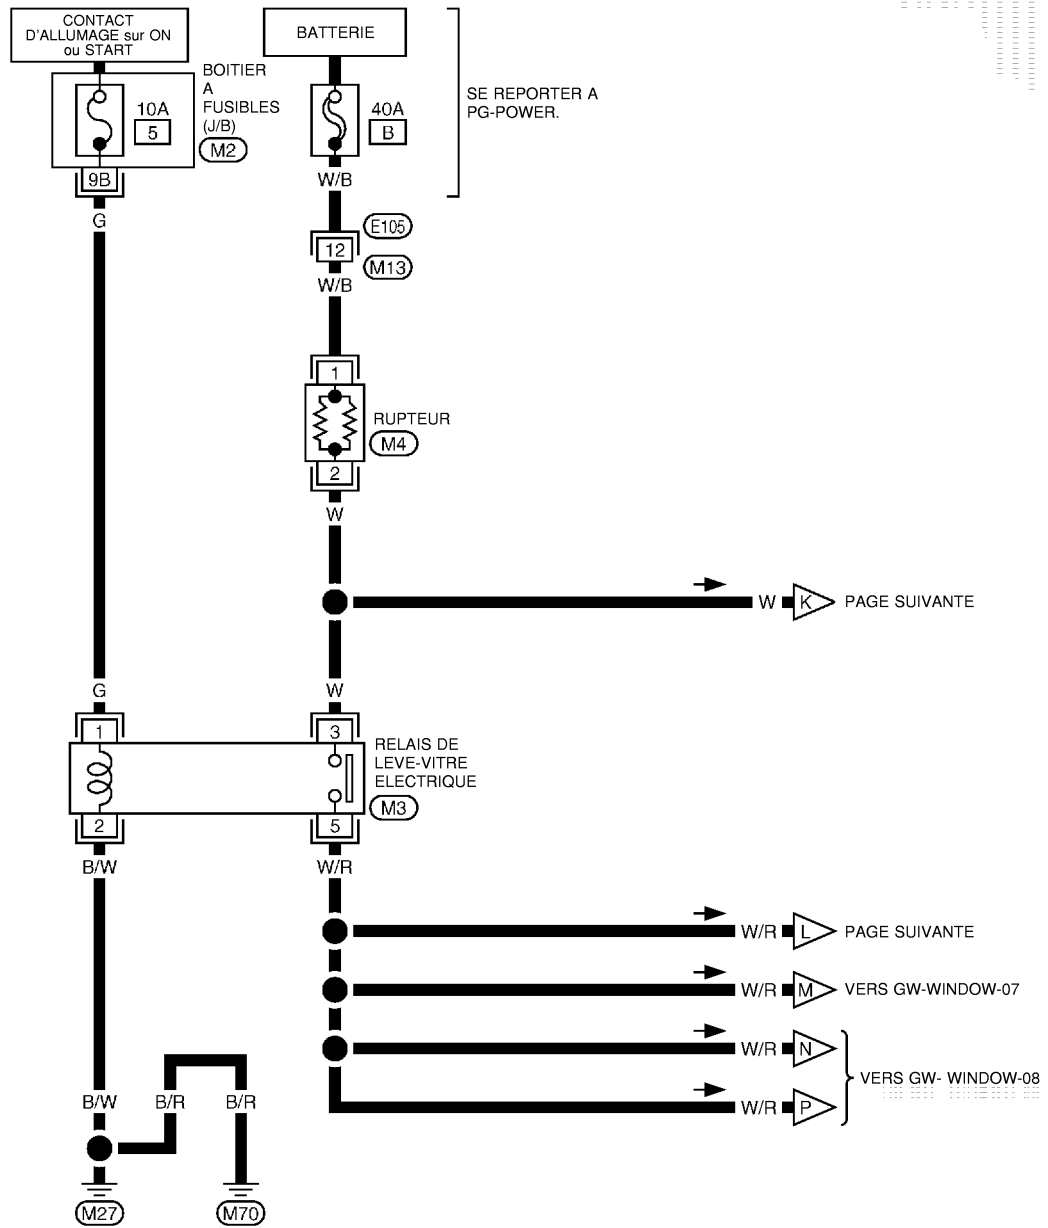 CONTACT
D'ALLUMAGE sur ON
ou START
BATTERIE
BOITIER
A
FUSIBLES
(J/B)
M2
10A
5
9B
G
40A
B
W/B
SE REPORTER A
PG-POWER.
E105
12
M13
W/B
1
RUPTEUR
M4
2
W
W
K
PAGE SUIVANTE
G
W
1
3
RELAIS DE
LEVE-VITRE
ELECTRIQUE
M3
2
5
B/W
W/R
W/R
L
PAGE SUIVANTE
W/R
M
VERS GW-WINDOW-07
W/R
N
VERS GW- WINDOW-08
W/R
P
B/W
B/R
B/R
M27
M70